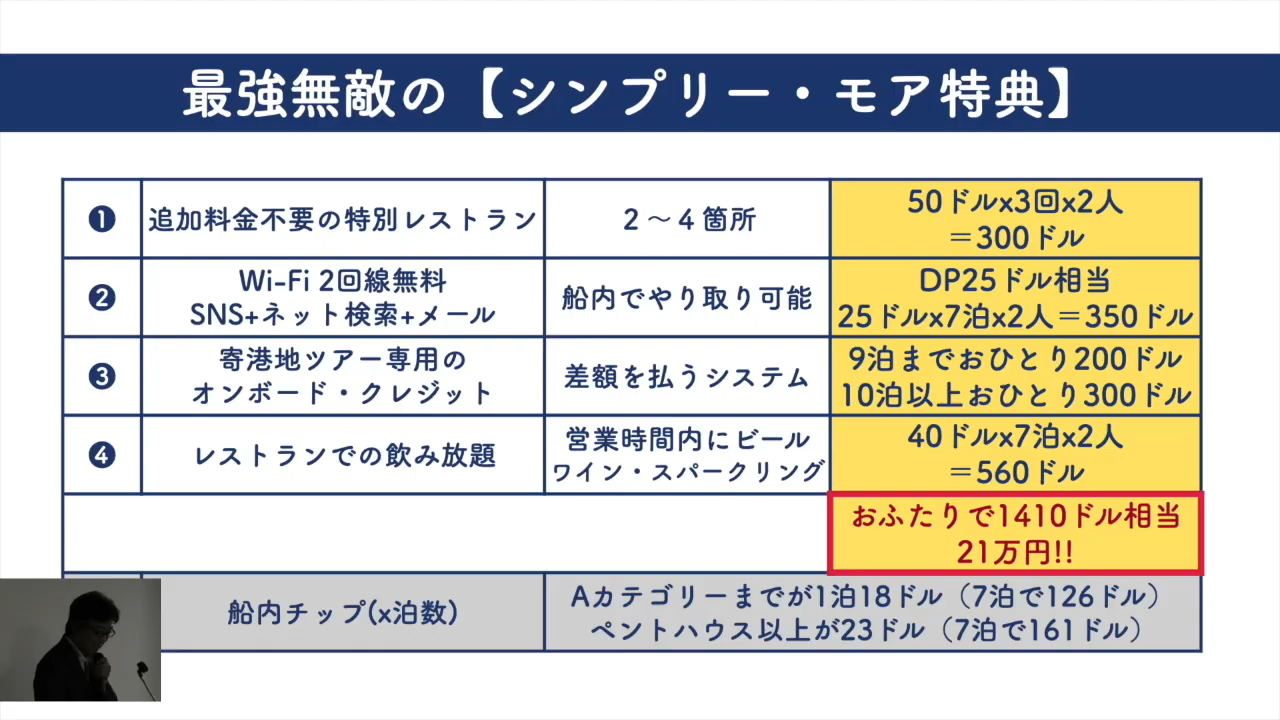 最強無敵の【シンプリー・モア特典】
❶
追加料金不要の特別レストラン
2～4箇所
50ドルx3回x2人
＝300ドル
❷
Wi-Fi 2回線無料
SNS+ネット検索+メール
船内でやり取り可能
DP25ドル相当
25ドルx7泊x2人＝350ドル
❸
寄港地ツアー専用の
オンボード・クレジット
差額を払うシステム
9泊までおひとり200ドル
10泊以上おひとり300ドル
❹
レストランでの飲み放題
営業時間内にビール
ワイン・スパークリング
40ドルx7泊x2人
＝560ドル
おふたりで1410ドル相当
21万円!!
船内チップ(x泊数)
Aカテゴリーまでが1泊18ドル（7泊で126ドル）
ペントハウス以上が23ドル（7泊で161ドル）